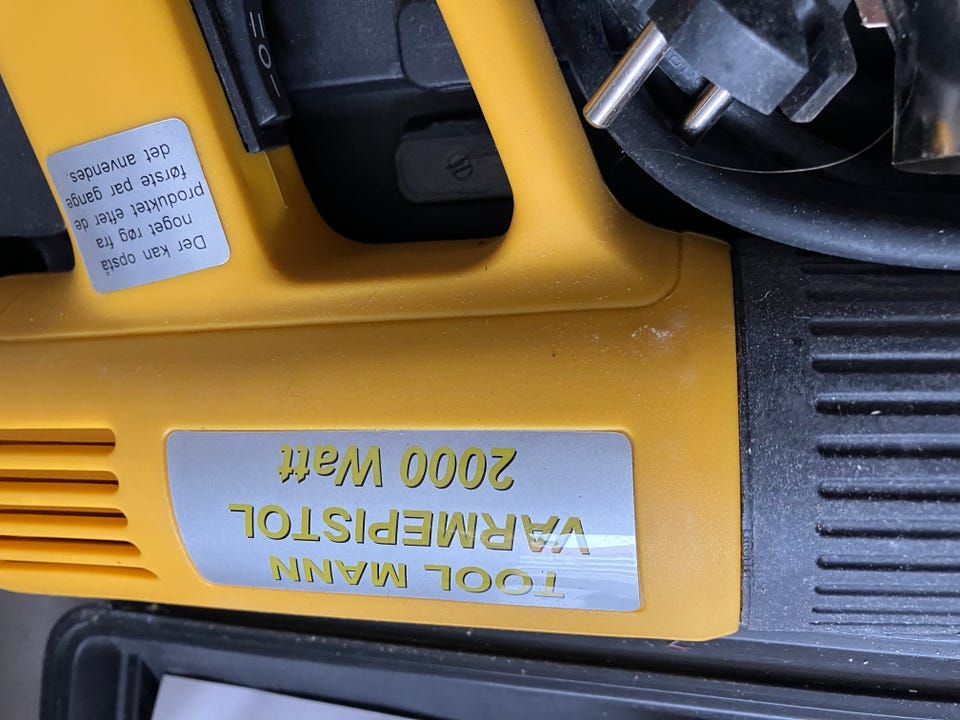 TOOL MANN
VARMEPISTOL
2000 Watt
Der kan opstå
noget røg fra
produktet efter de
første par gange
det anvendes.
I O II